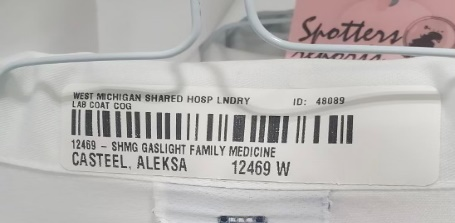 Spotters
WEST MICHIGAN SHARED HOSP LNDRY ID: 48089
LAB COAT COG
12469 - SHMG GASLIGHT FAMILY MEDICINE
CASTEEL, ALEKSA 12469 W